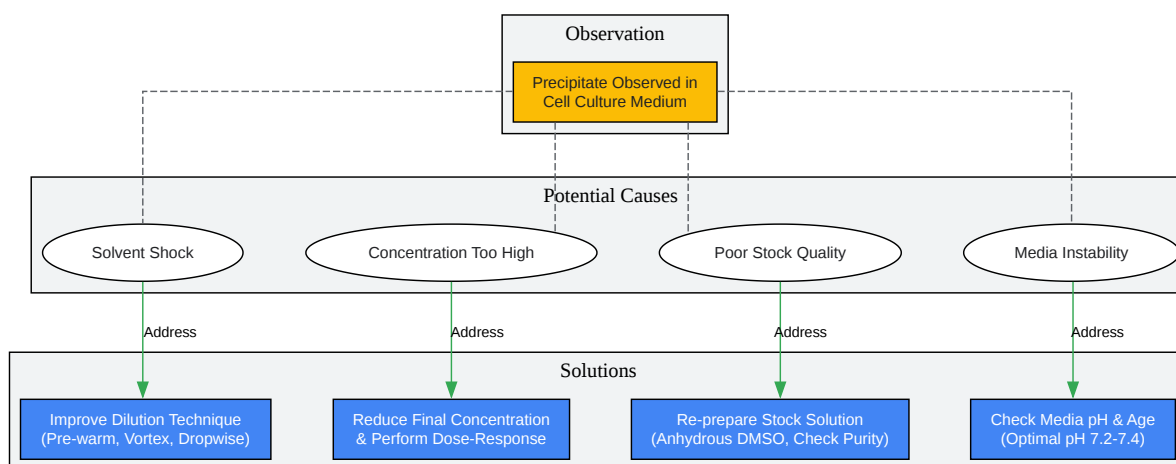 Observation
Precipitate Observed in
Cell Culture Medium
Potential Causes
Solvent Shock
Concentration Too High
Poor Stock Quality
Media Instability
Address
Address
Address
Address
Solutions
Improve Dilution Technique
(Pre-warm, Vortex, Dropwise)
Reduce Final Concentration
& Perform Dose-Response
Re-prepare Stock Solution
(Anhydrous DMSO, Check Purity)
Check Media pH & Age
(Optimal pH 7.2-7.4)